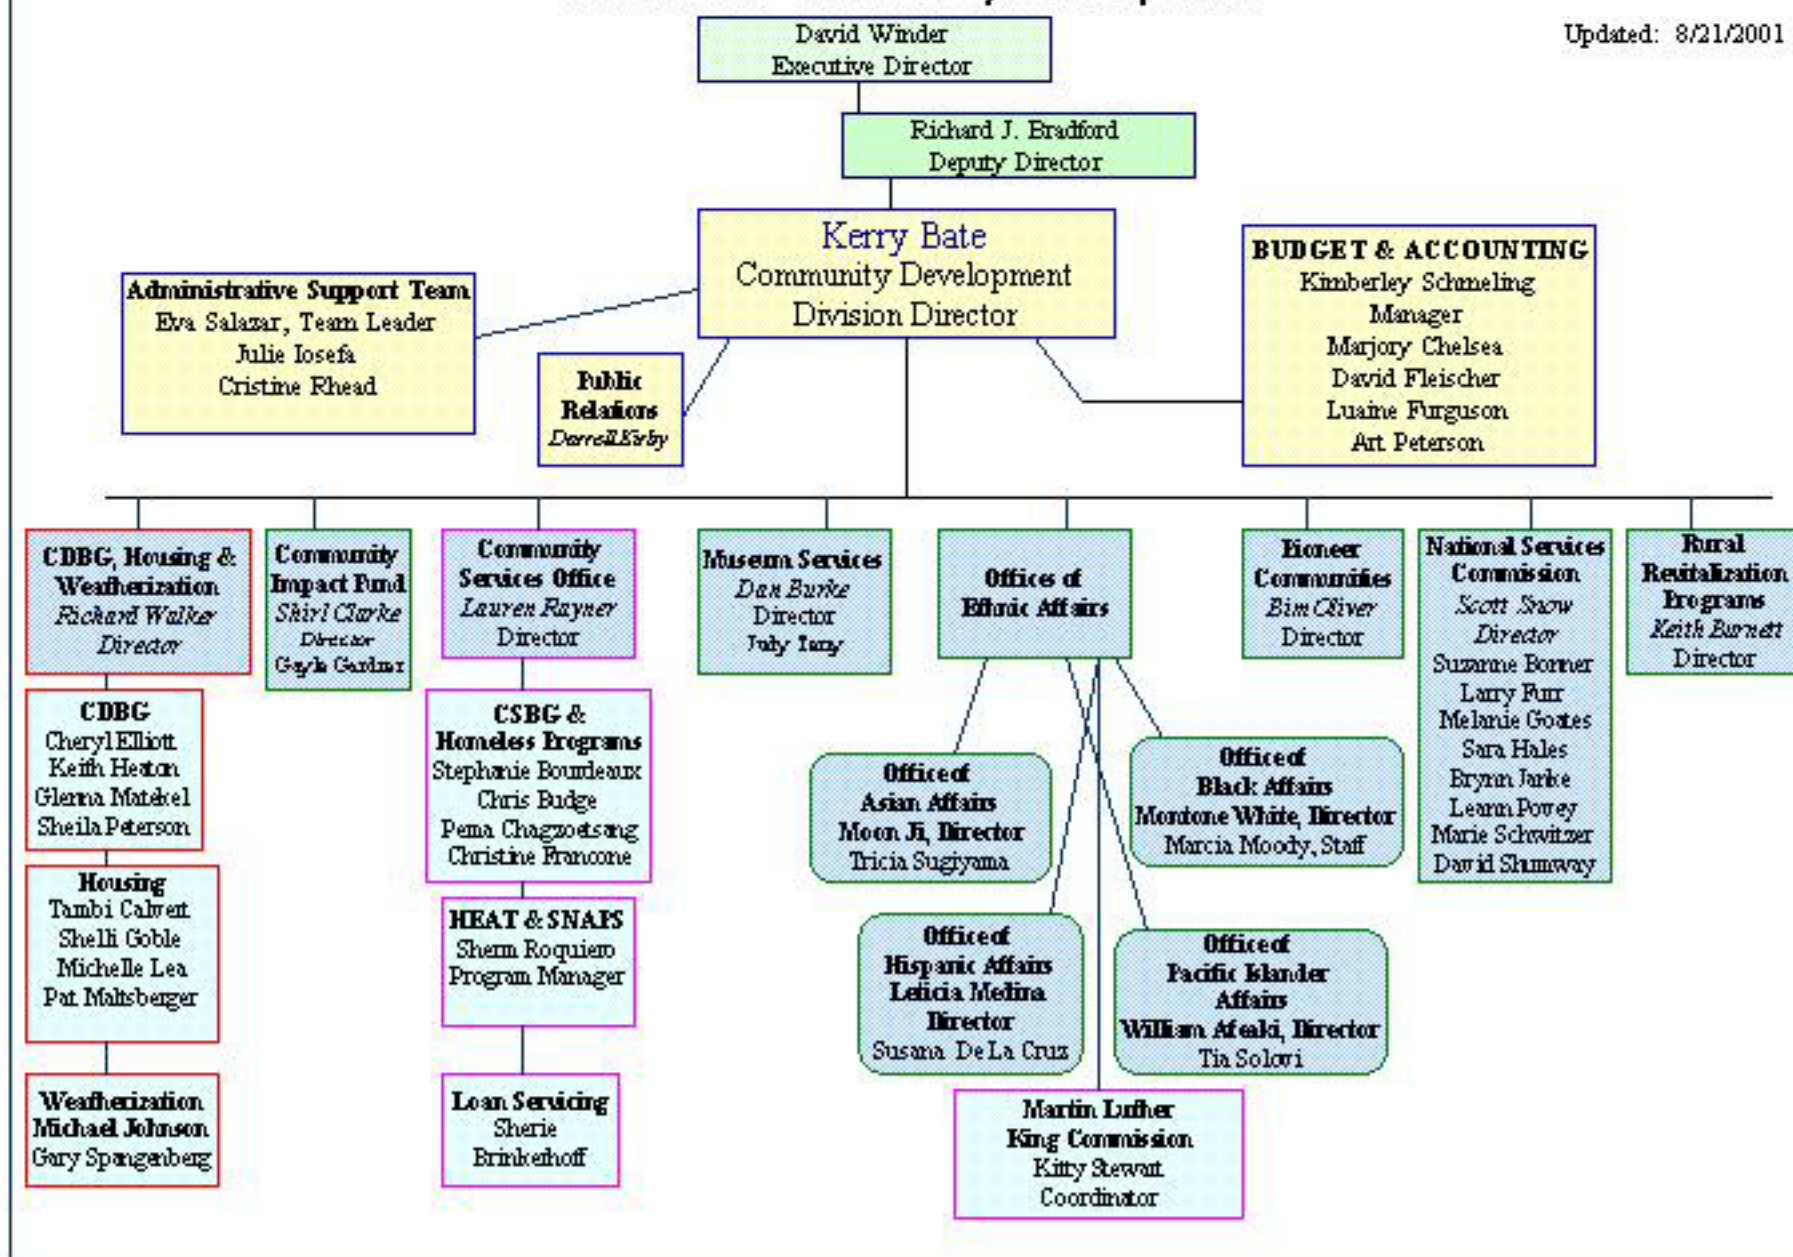 David Winder
Executive Director
Updated: 8/21/2001
Richard J. Bradford
Deputy Director
Kerry Bate
Community Development
Division Director
BUDGET & ACCOUNTING
Kimberley Schmeling
Manager
Marjory Chelsea
David Fleischer
Luaine Furguson
Art Peterson
Administrative Support Team
Eva Salazar, Team Leader
Julie Iosefa
Cristine Rhead
Public
Relations
Darrell Kirby
CDBG, Housing &
Weatherization
Richard Walker
Director
Community
Impact Fund
Shirl Clarke
Director
Gayle Gardner
Community
Services Office
Lauren Rayner
Director
Museum Services
Dan Burke
Director
Offices of
Ethnic Affairs
Pioneer
Communities
Bim Oliver
Director
National Services
Commission
Scott Snow
Director
Suzanne Bonner
Larry Furr
Melanie Goates
Sara Hales
Brynn Janke
Leann Povey
Marie Schwitzer
David Shumway
Rural
Revitalization
Programs
Keith Burnett
Director
CDBG
Cheryl Elliott
Keith Heaton
Glenna Matekel
Sheila Peterson
Housing
Tambi Calvert
Shelli Goble
Michelle Lea
Pat Maltsberger
Weatherization
Michael Johnson
Gary Spangenberg
CSBG &
Homeless Programs
Stephanie Bourdeaux
Chris Budge
Pema Chagzoetsang
Christine Francone
HEAT & SNAPS
Sherm Roquiero
Program Manager
Loan Servicing
Sherie
Brinkerhoff
Office of
Asian Affairs
Moon Ji, Director
Tricia Sugiyama
Office of
Black Affairs
Montone White, Director
Marcia Moody, Staff
Office of
Hispanic Affairs
Leticia Medina
Director
Susana De La Cruz
Office of
Pacific Islander
Affairs
William Afeaki, Director
Tia Solovi
Martin Luther
King Commission
Kitty Stewart
Coordinator